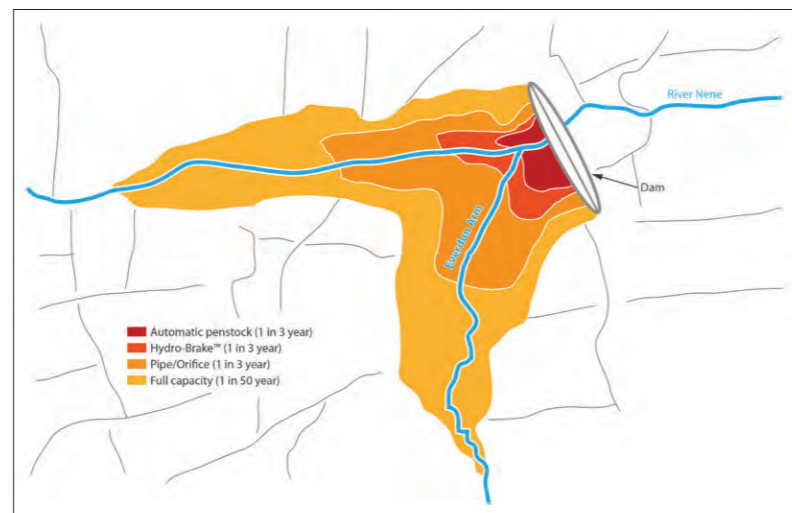 River Nene
Dam
Everdon Arm
Automatic penstock (1 in 3 year)
Hydro-Brake™ (1 in 3 year)
Pipe/Orifice (1 in 3 year)
Full capacity (1 in 50 year)